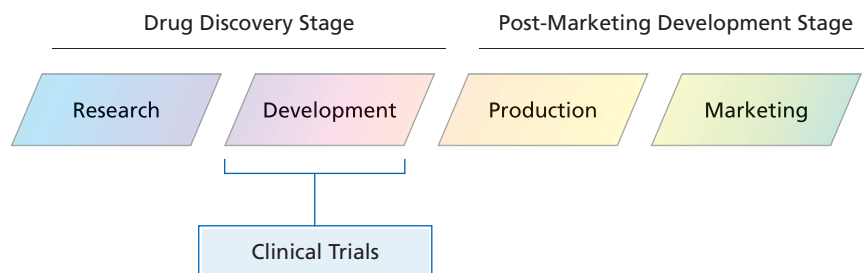 Drug Discovery Stage
Post-Marketing Development Stage
Research
Development
Production
Marketing
Clinical Trials